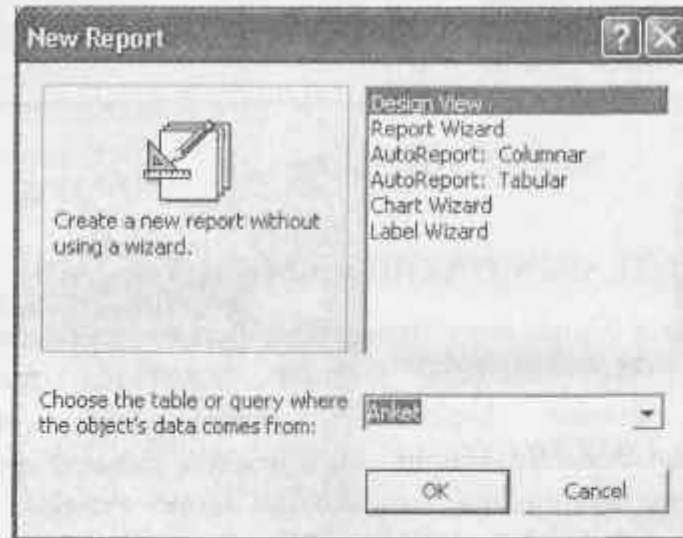 New Report
Design View
Report Wizard
AutoReport: Columnar
AutoReport: Tabular
Chart Wizard
Label Wizard
Create a new report without
using a wizard.
Choose the table or query where
the object's data comes from:
Anket
OK
Cancel